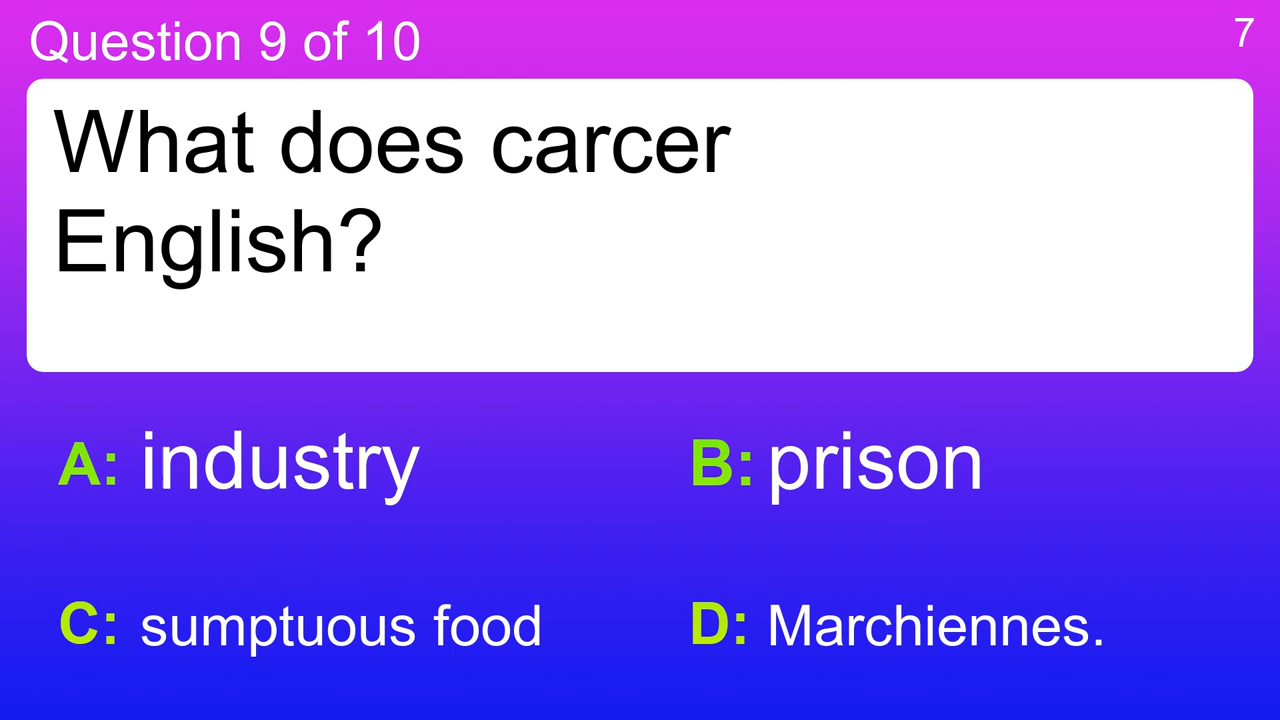 Question 9 of 10
7
What does carcer
English?
A: industry
B: prison
C: sumptuous food
D: Marchiennes.